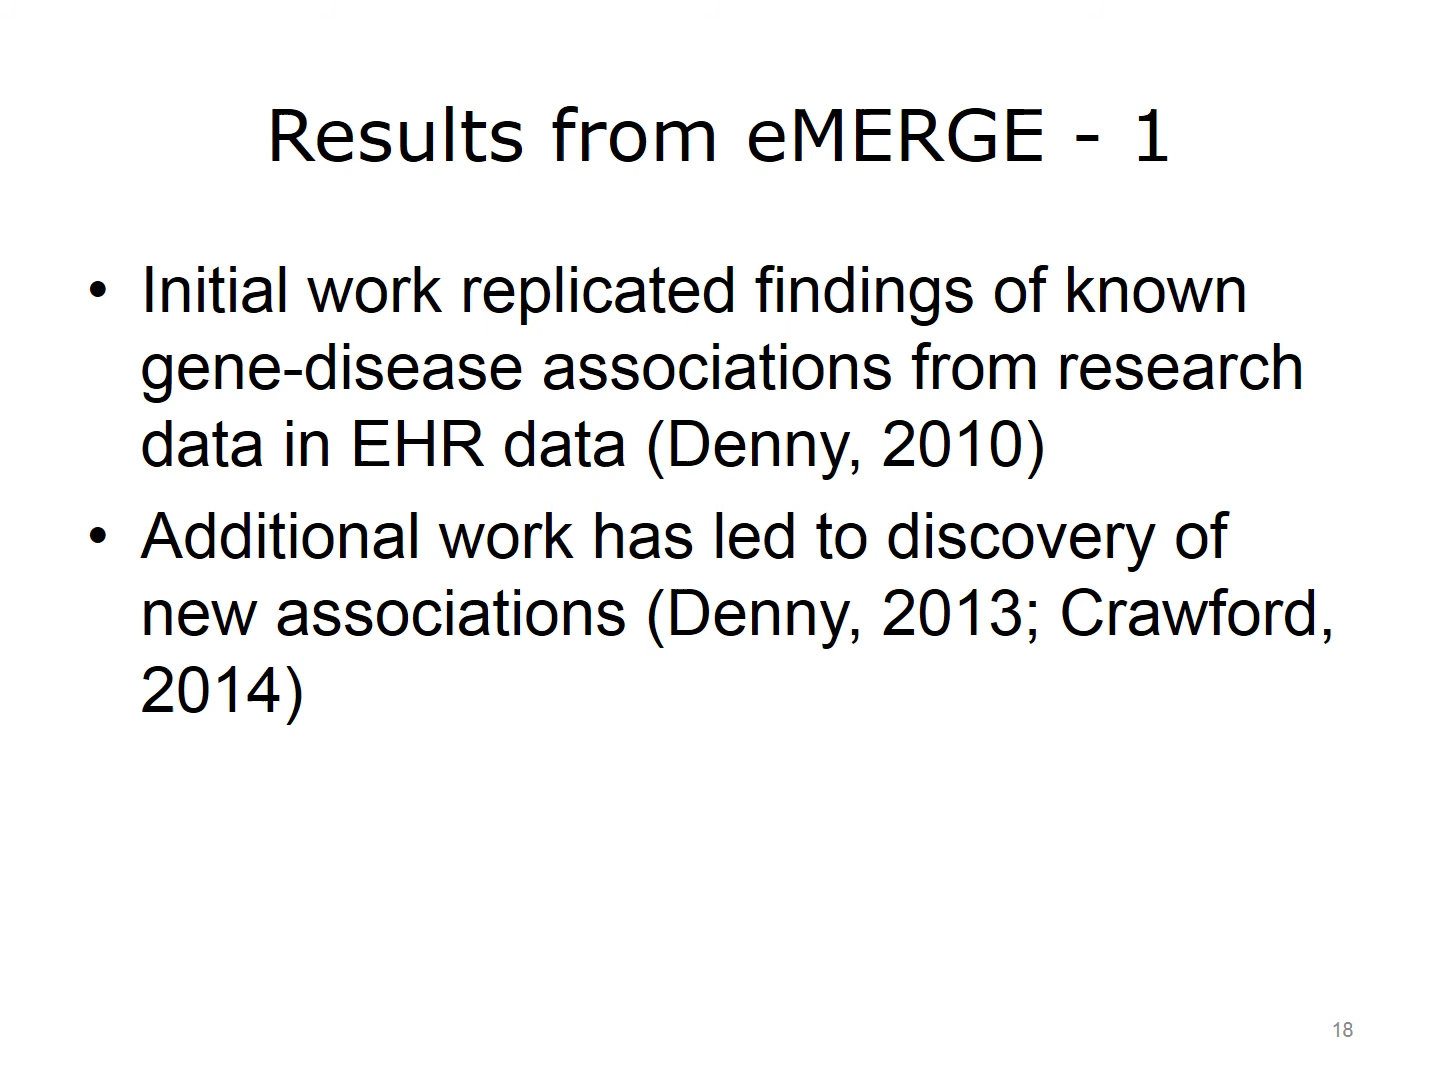 Results from eMERGE - 1
• Initial work replicated findings of known
gene-disease associations from research
data in EHR data (Denny, 2010)
• Additional work has led to discovery of
new associations (Denny, 2013; Crawford,
2014)
18